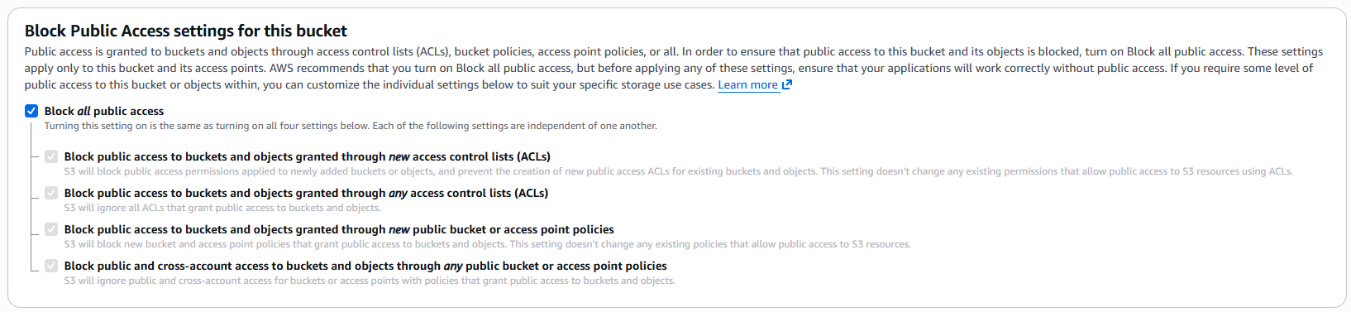 Block Public Access settings for this bucket
Public access is granted to buckets and objects through access control lists (ACLs), bucket policies, access point policies, or all. In order to ensure that public access to this bucket and its objects is blocked, turn on Block all public access. These settings
apply only to this bucket and its access points. AWS recommends that you turn on Block all public access, but before applying any of these settings, ensure that your applications will work correctly without public access. If you require some level of
public access to this bucket or objects within, you can customize the individual settings below to suit your specific storage use cases. Learn more
Block all public access
Turning this setting on is the same as turning on all four settings below. Each of the following settings are independent of one another.
Block public access to buckets and objects granted through new access control lists (ACLs)
S3 will block public access permissions applied to newly added buckets or objects, and prevent the creation of new public access ACLs for existing buckets and objects. This setting doesn't change any existing permissions that allow public access to S3 resources using ACLs.
Block public access to buckets and objects granted through any access control lists (ACLs)
S3 will ignore all ACLs that grant public access to buckets and objects.
Block public access to buckets and objects granted through new public bucket or access point policies
S3 will block new bucket and access point policies that grant public access to buckets and objects. This setting doesn't change any existing policies that allow public access to S3 resources.
Block public and cross-account access to buckets and objects through any public bucket or access point policies
S3 will ignore public and cross-account access for buckets or access points with policies that grant public access to buckets and objects.